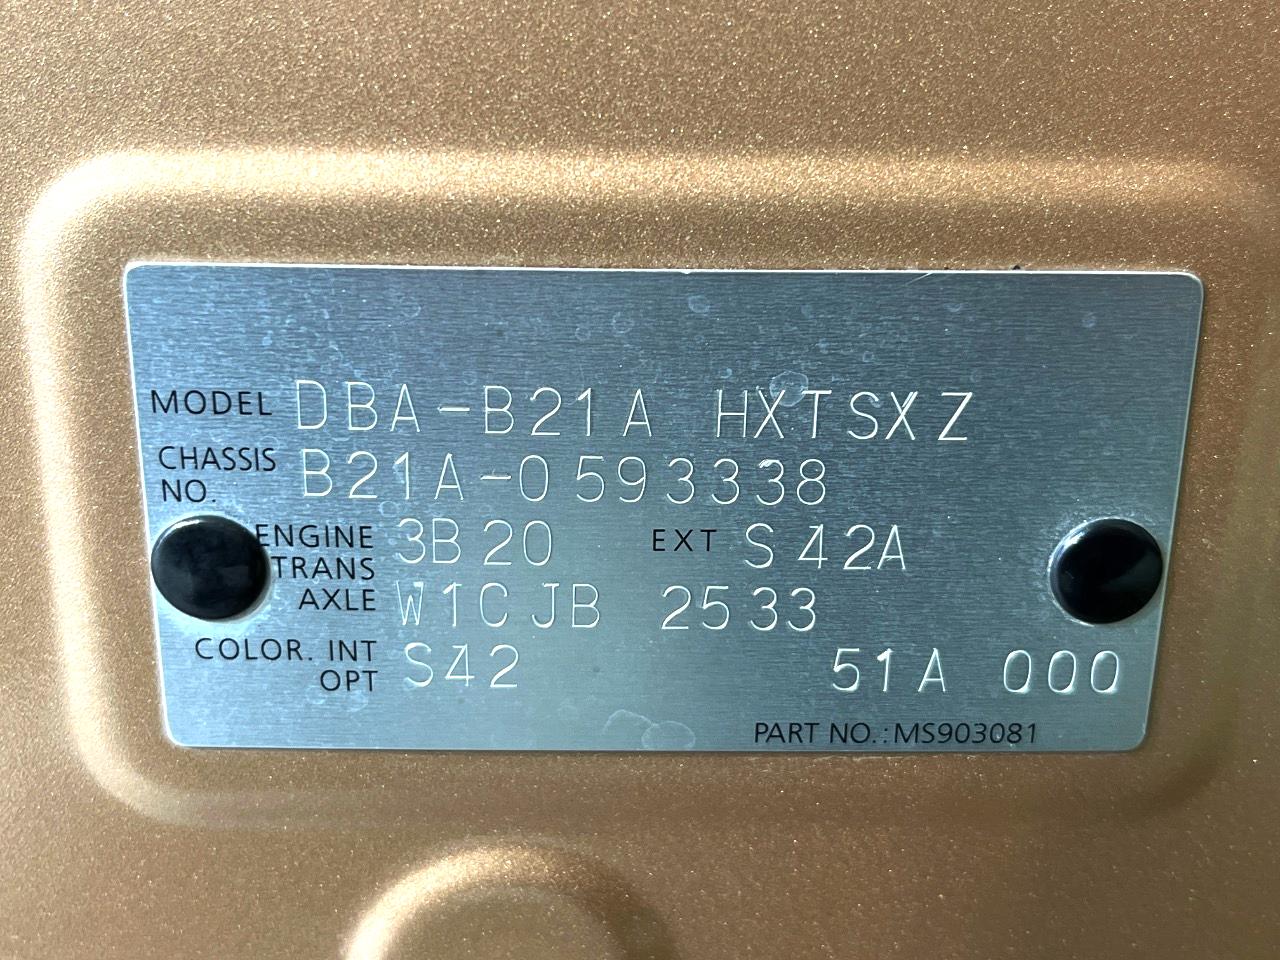 MODEL DBA-B21A HXTSXZ
CHASSIS NO. B21A-0593338
ENGINE 3B20 EXT S42A
TRANS AXLE W1CJB 2533
COLOR. INT OPT S42 51A 000
PART NO.: MS903081